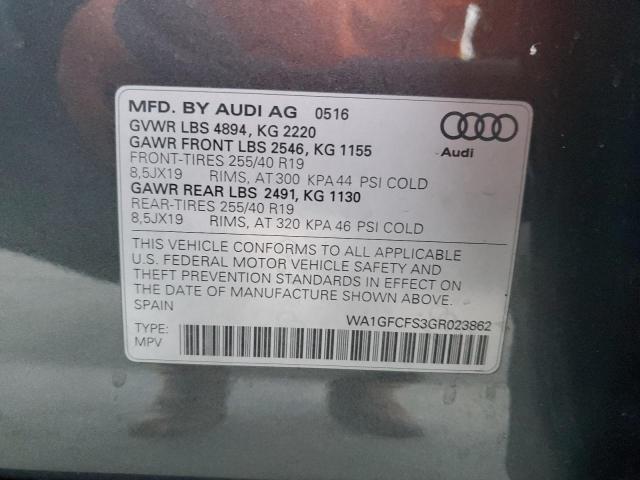 MFD. BY AUDI AG 0516
GVWR LBS 4894, KG 2220
GAWR FRONT LBS 2546, KG 1155
FRONT-TIRES 255/40 R19
8,5JX19 RIMS, AT 300 KPA 44 PSI COLD
GAWR REAR LBS 2491, KG 1130
REAR-TIRES 255/40 R19
8,5JX19 RIMS, AT 320 KPA 46 PSI COLD
Audi
THIS VEHICLE CONFORMS TO ALL APPLICABLE
U.S. FEDERAL MOTOR VEHICLE SAFETY AND
THEFT PREVENTION STANDARDS IN EFFECT ON
THE DATE OF MANUFACTURE SHOWN ABOVE.
SPAIN
WA1GFCFS3GR023862
TYPE:
MPV